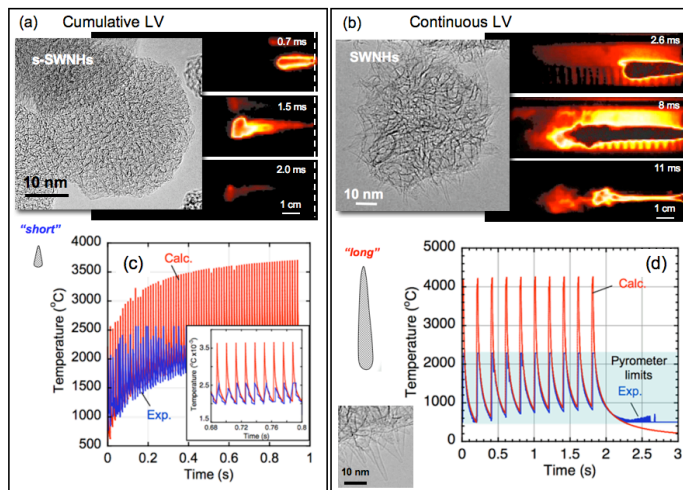 (a)
Cumulative LV
s-SWNHs
0.7 ms
1.5 ms
2.0 ms
10 nm
1 cm
"short"
(c)
Calc.
Exp.
Temperature (°C)
4000
3500
3000
2500
2000
1500
1000
500
0
0.2
0.4
0.6
0.8
1
Time (s)
Temperature (°C x10⁻³)
3.5
2.5
1.5
0.68
0.72
0.76
0.8
Time (s)
(b)
Continuous LV
SWNHs
2.6 ms
8 ms
11 ms
10 nm
1 cm
"long"
10 nm
(d)
Calc.
Pyrometer
limits
Exp.
Temperature (°C)
5000
4000
3000
2000
1000
0
0
0.5
1
1.5
2
2.5
3
Time (s)